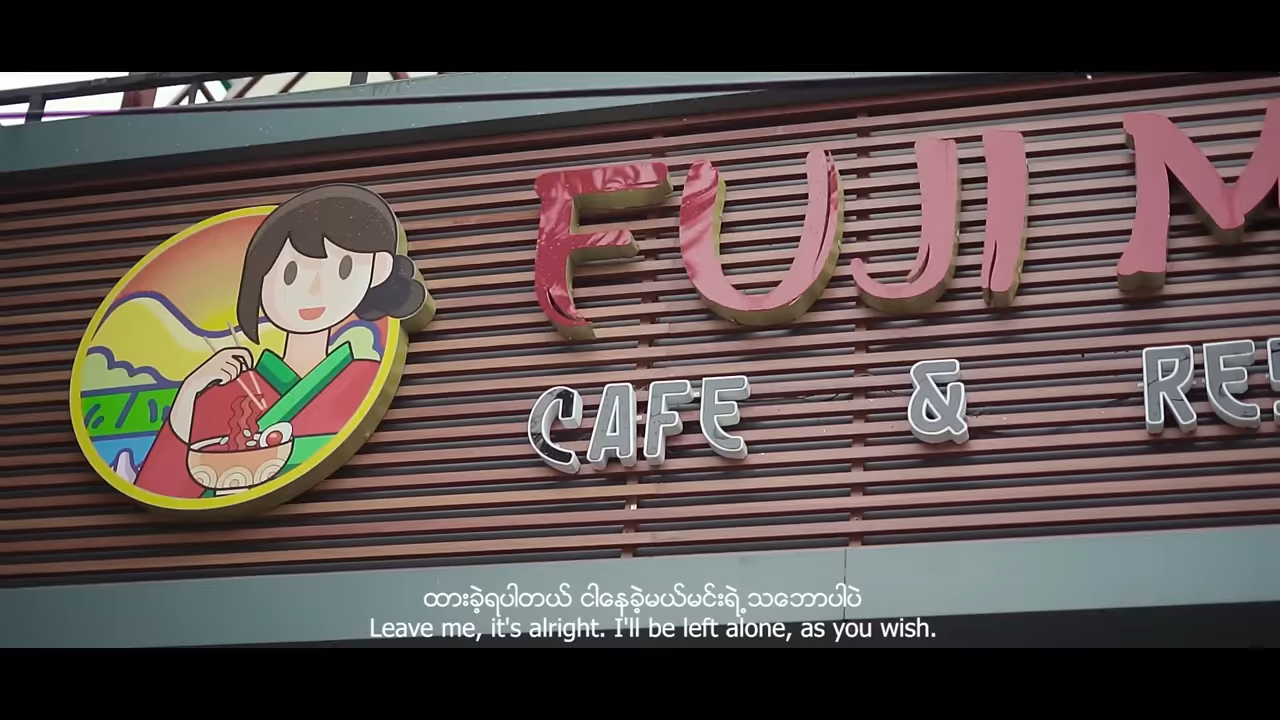 FUJI M
CAFE & RE
ထားခဲ့ရပါတယ် ငါနေခဲ့မယ်မင်းရဲ့သဘောပါပဲ
Leave me, it's alright. I'll be left alone, as you wish.